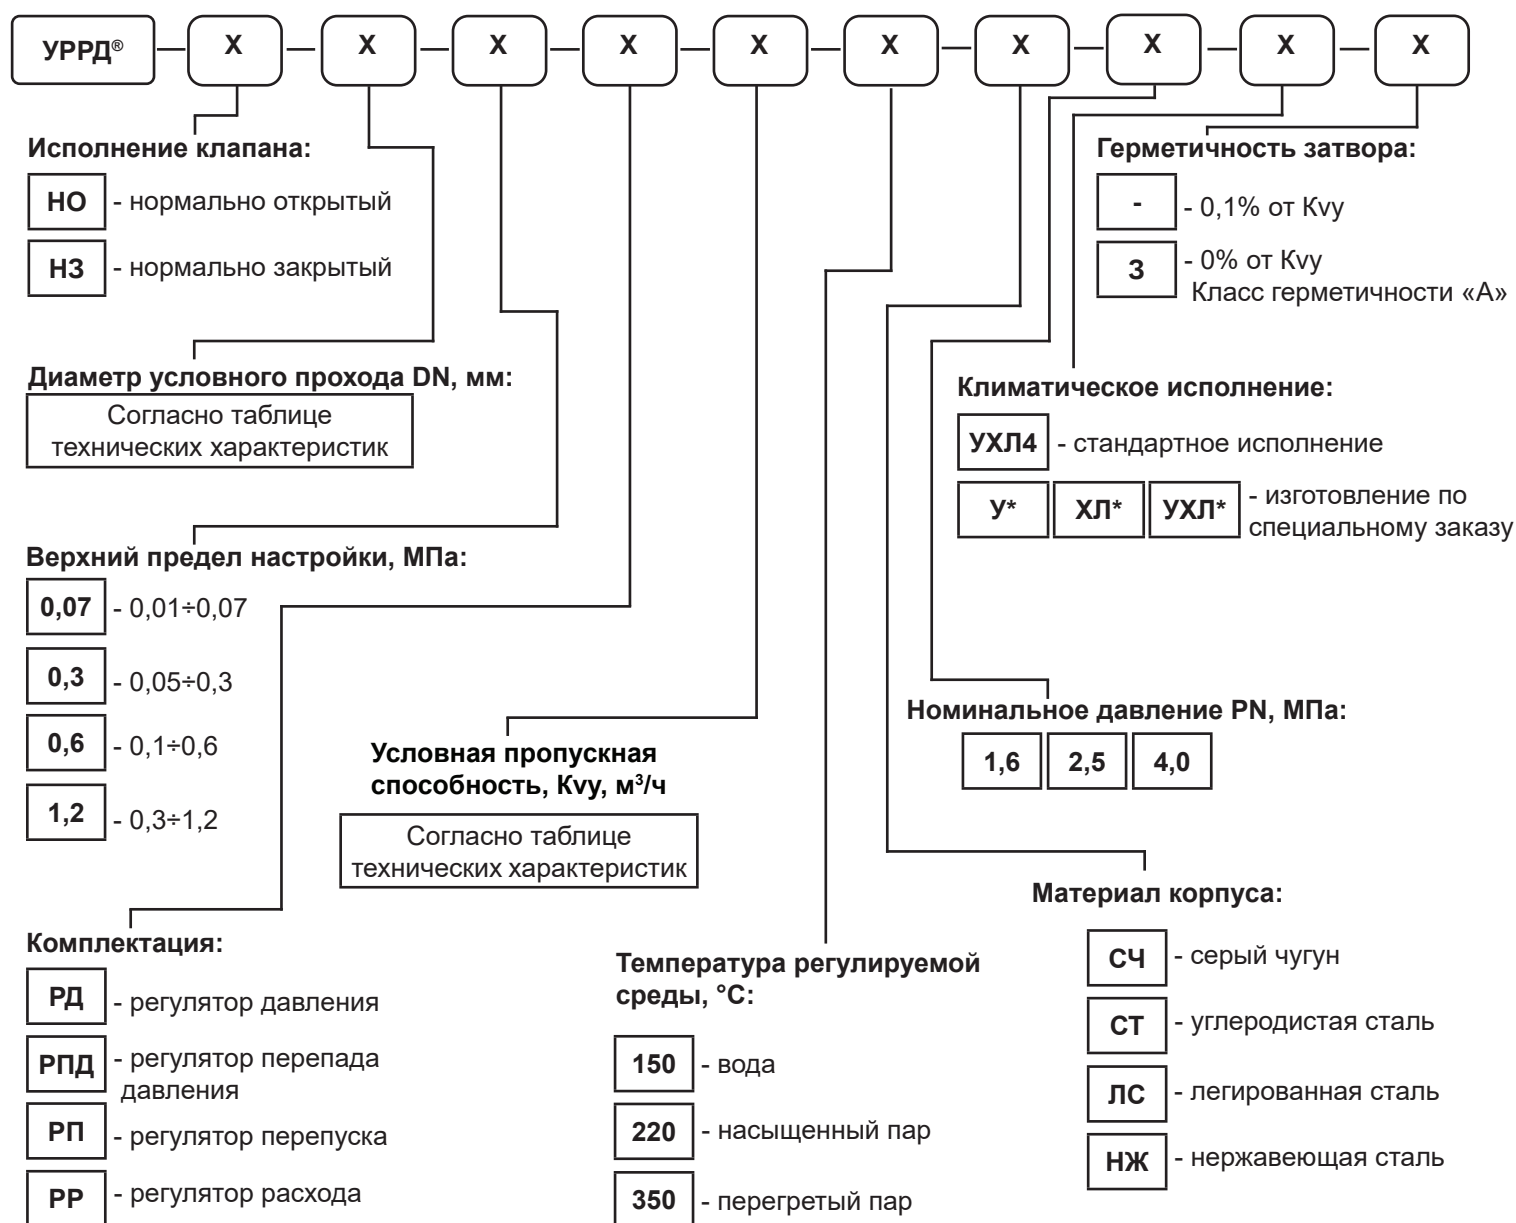 УРРД® X X X X X X X X X X
Исполнение клапана:
НО - нормально открытый
НЗ - нормально закрытый
Диаметр условного прохода DN, мм:
Согласно таблице
технических характеристик
Верхний предел настройки, МПа:
0,07 - 0,01÷0,07
0,3 - 0,05÷0,3
0,6 - 0,1÷0,6
1,2 - 0,3÷1,2
Комплектация:
РД - регулятор давления
РПД - регулятор перепада
давления
РП - регулятор перепуска
РР - регулятор расхода
Условная пропускная
способность, Kvy, м³/ч
Согласно таблице
технических характеристик
Температура регулируемой
среды, °С:
150 - вода
220 - насыщенный пар
350 - перегретый пар
Материал корпуса:
СЧ - серый чугун
СТ - углеродистая сталь
ЛС - легированная сталь
НЖ - нержавеющая сталь
Номинальное давление PN, МПа:
1,6 2,5 4,0
Климатическое исполнение:
УХЛ4 - стандартное исполнение
У* ХЛ* УХЛ* - изготовление по
специальному заказу
Герметичность затвора:
- - 0,1% от Kvy
З - 0% от Kvy
Класс герметичности «А»